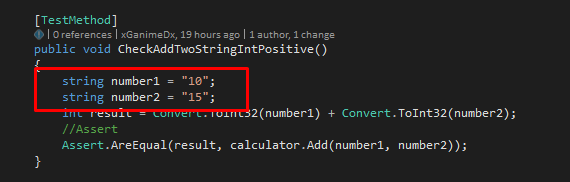 [TestMethod]
| 0 references | xGanimeDx, 19 hours ago | 1 author, 1 change
public void CheckAddTwoStringIntPositive()
{
string number1 = "10";
string number2 = "15";
int result = Convert.ToInt32(number1) + Convert.ToInt32(number2);
//Assert
Assert.AreEqual(result, calculator.Add(number1, number2));
}